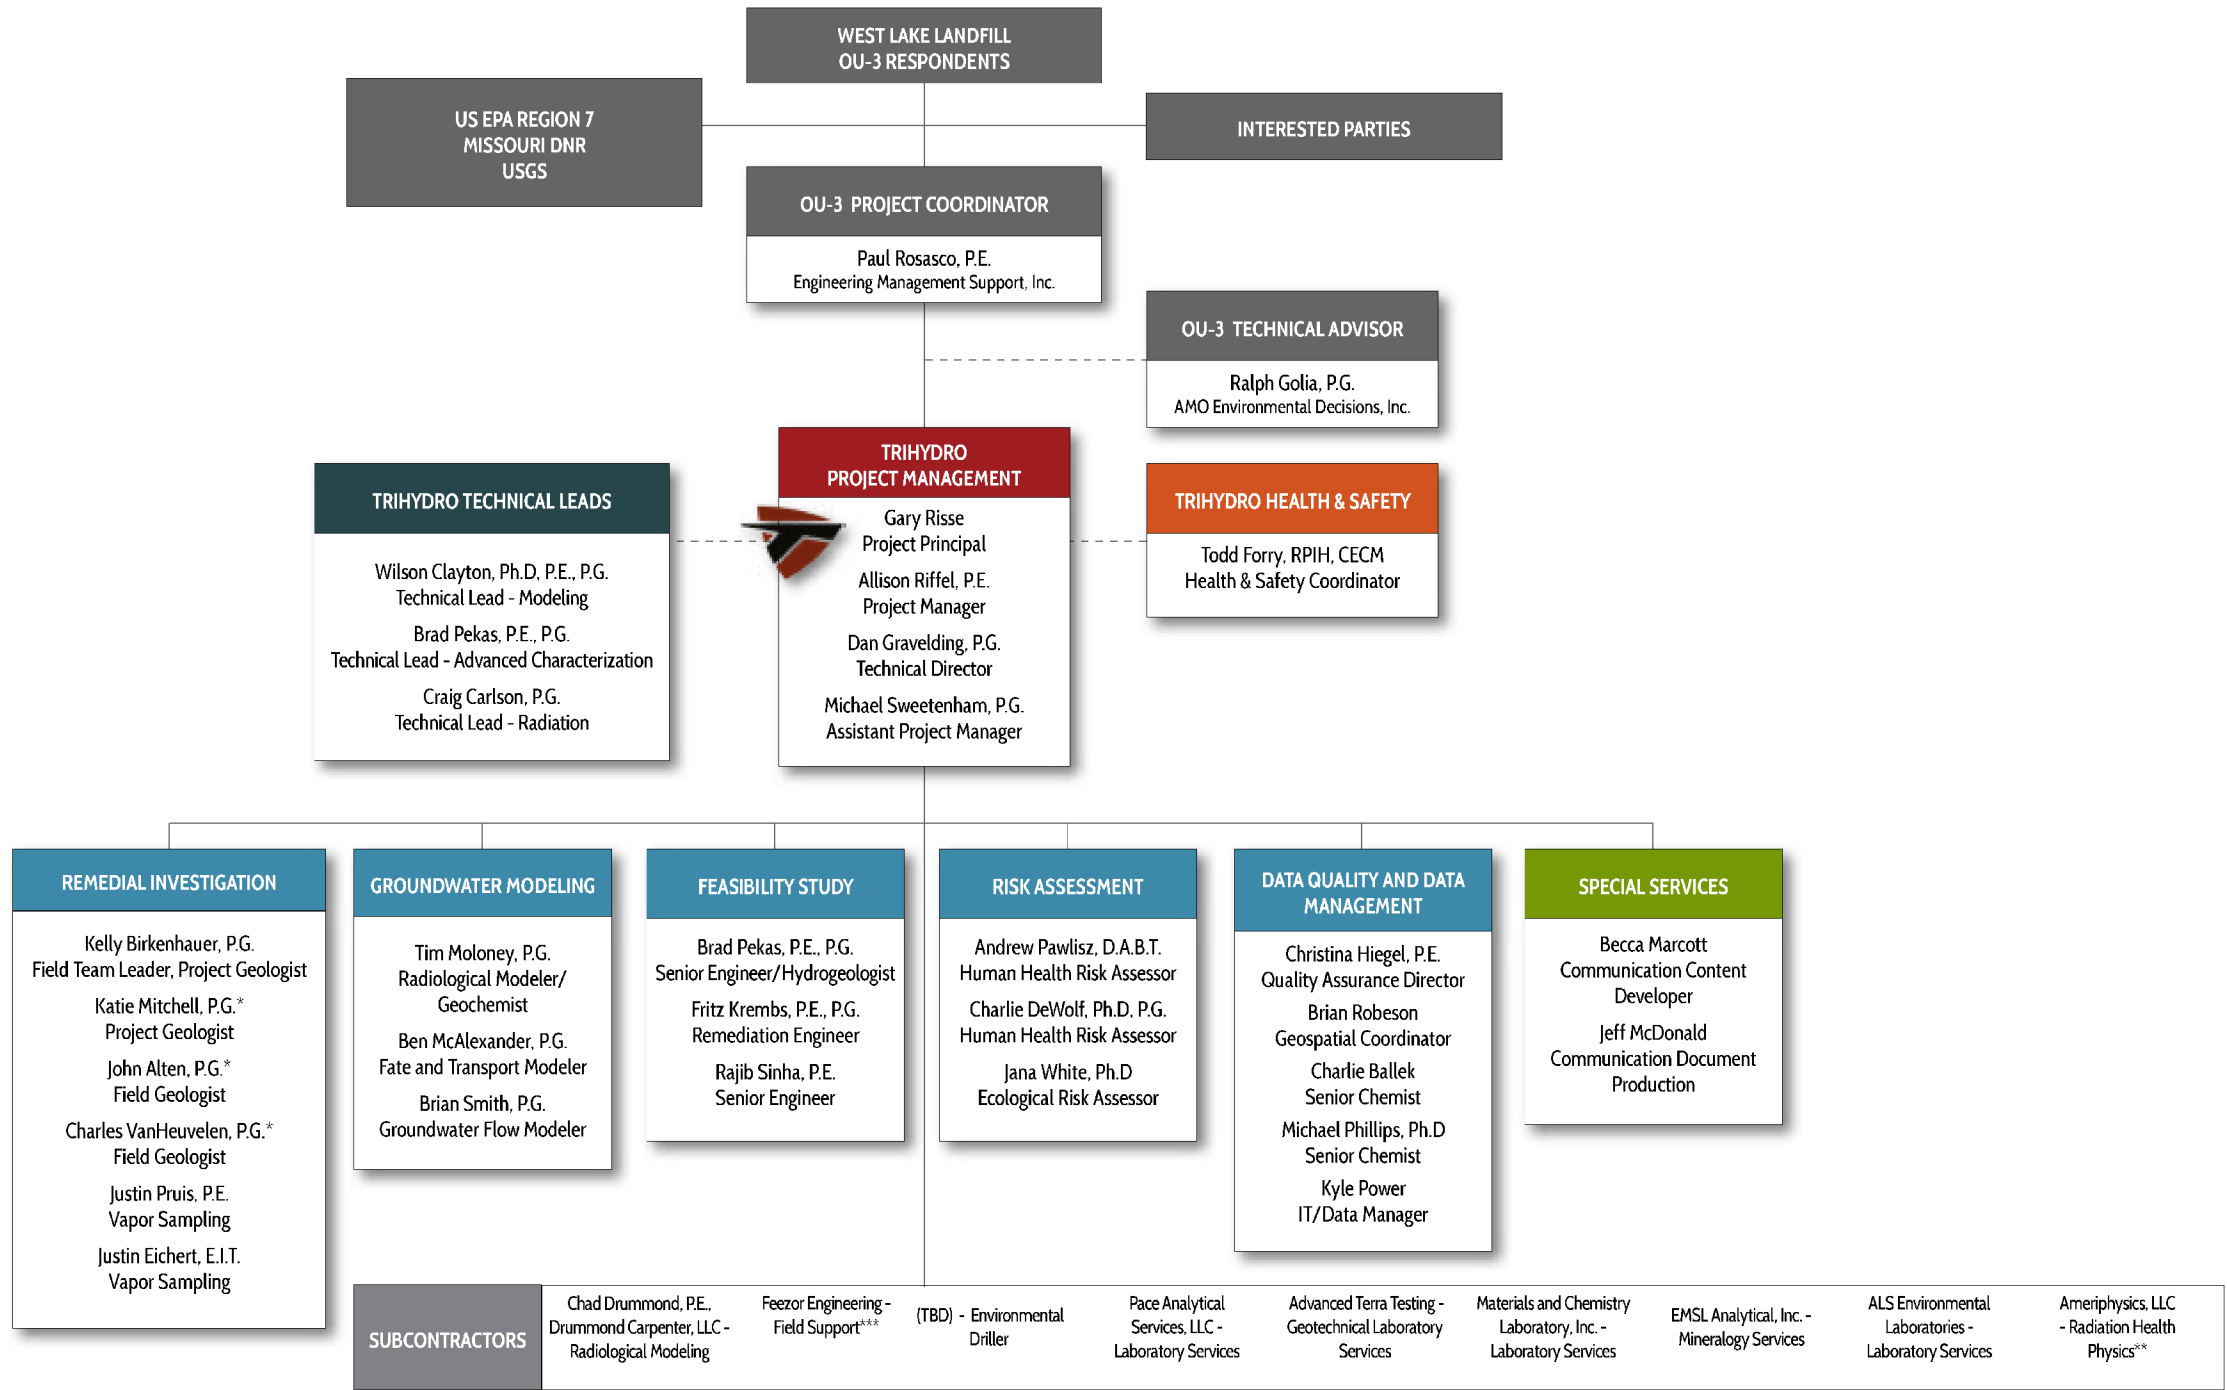 WEST LAKE LANDFILL
OU-3 RESPONDENTS
US EPA REGION 7
MISSOURI DNR
USGS
INTERESTED PARTIES
OU-3 PROJECT COORDINATOR
Paul Rosasco, P.E.
Engineering Management Support, Inc.
OU-3 TECHNICAL ADVISOR
Ralph Golia, P.G.
AMO Environmental Decisions, Inc.
TRIHYDRO TECHNICAL LEADS
Wilson Clayton, Ph.D, P.E., P.G.
Technical Lead - Modeling
Brad Pekas, P.E., P.G.
Technical Lead - Advanced Characterization
Craig Carlson, P.G.
Technical Lead - Radiation
TRIHYDRO
PROJECT MANAGEMENT
Gary Risse
Project Principal
Allison Riffel, P.E.
Project Manager
Dan Gravelding, P.G.
Technical Director
Michael Sweetenham, P.G.
Assistant Project Manager
TRIHYDRO HEALTH & SAFETY
Todd Forry, RPIH, CECM
Health & Safety Coordinator
REMEDIAL INVESTIGATION
Kelly Birkenhauer, P.G.
Field Team Leader, Project Geologist
Katie Mitchell, P.G.*
Project Geologist
John Alten, P.G.*
Field Geologist
Charles VanHeuvelen, P.G.*
Field Geologist
Justin Pruis, P.E.
Vapor Sampling
Justin Eichert, E.I.T.
Vapor Sampling
GROUNDWATER MODELING
Tim Moloney, P.G.
Radiological Modeler/
Geochemist
Ben McAlexander, P.G.
Fate and Transport Modeler
Brian Smith, P.G.
Groundwater Flow Modeler
FEASIBILITY STUDY
Brad Pekas, P.E., P.G.
Senior Engineer/Hydrogeologist
Fritz Krembs, P.E., P.G.
Remediation Engineer
Rajib Sinha, P.E.
Senior Engineer
RISK ASSESSMENT
Andrew Pawlisz, D.A.B.T.
Human Health Risk Assessor
Charlie DeWolf, Ph.D, P.G.
Human Health Risk Assessor
Jana White, Ph.D
Ecological Risk Assessor
DATA QUALITY AND DATA
MANAGEMENT
Christina Hiegel, P.E.
Quality Assurance Director
Brian Robeson
Geospatial Coordinator
Charlie Ballek
Senior Chemist
Michael Phillips, Ph.D
Senior Chemist
Kyle Power
IT/Data Manager
SPECIAL SERVICES
Becca Marcott
Communication Content
Developer
Jeff McDonald
Communication Document
Production
SUBCONTRACTORS
Chad Drummond, P.E.,
Drummond Carpenter, LLC -
Radiological Modeling
Feezor Engineering -
Field Support***
(TBD) - Environmental
Driller
Pace Analytical
Services, LLC -
Laboratory Services
Advanced Terra Testing -
Geotechnical Laboratory
Services
Materials and Chemistry
Laboratory, Inc. -
Laboratory Services
EMSL Analytical, Inc. -
Mineralogy Services
ALS Environmental
Laboratories -
Laboratory Services
Ameriphysics, LLC
- Radiation Health
Physics**